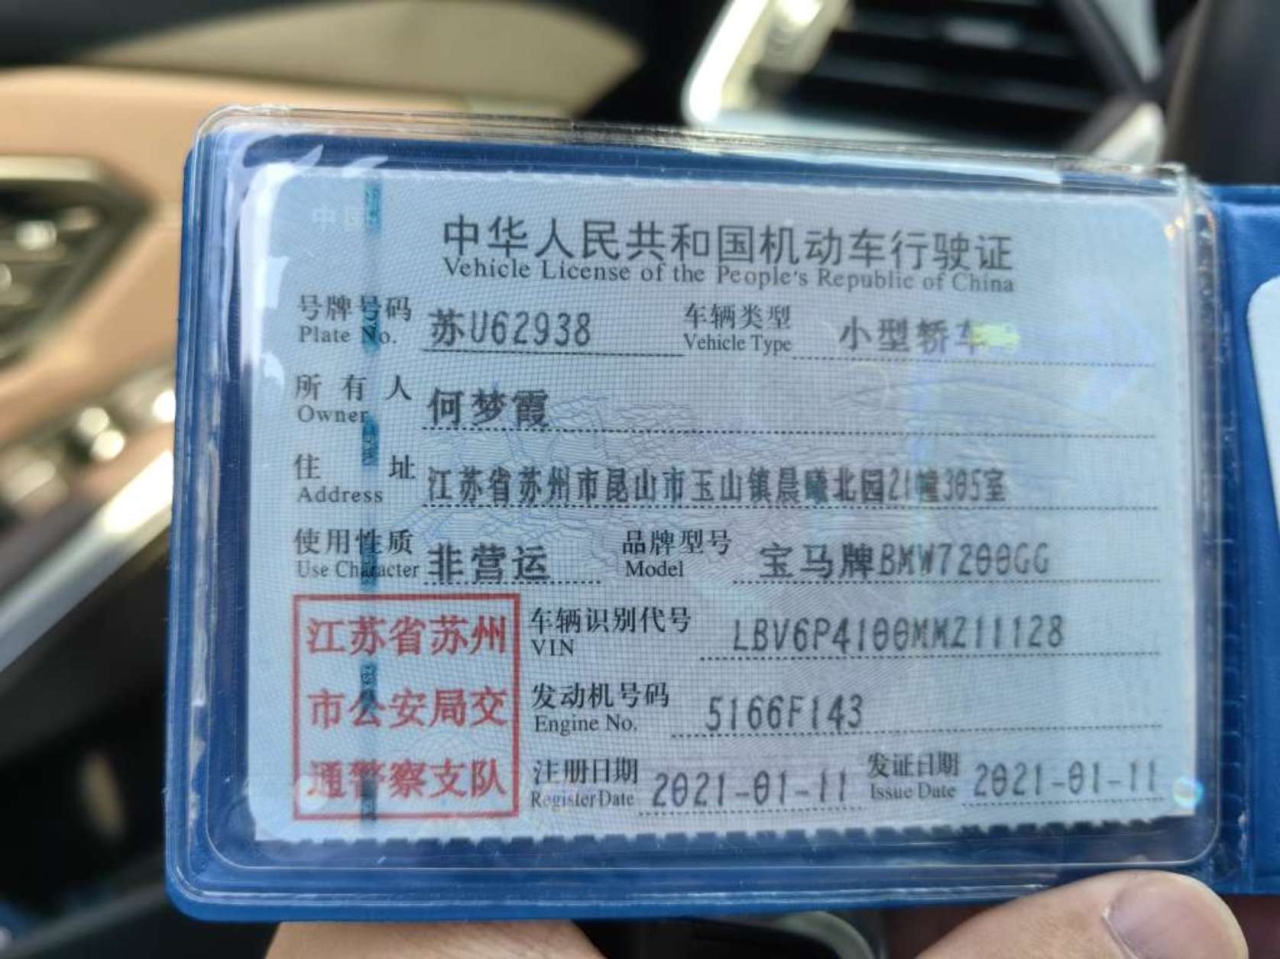 中华人民共和国机动车行驶证
Vehicle License of the People's Republic of China
号牌号码 苏U62938 车辆类型 小型轿车
Plate No. Vehicle Type
所有人 何梦霞
Owner
住址 江苏省苏州市昆山市玉山镇晨曦北园21幢305室
Address
使用性质 非营运 品牌型号 宝马牌BMW7200GG
Use Character Model
江苏省苏州
市公安局交
通警察支队
车辆识别代号 LBV6P4100MMZ11128
VIN
发动机号码 5166F143
Engine No.
注册日期 2021-01-11 发证日期 2021-01-11
Register Date Issue Date